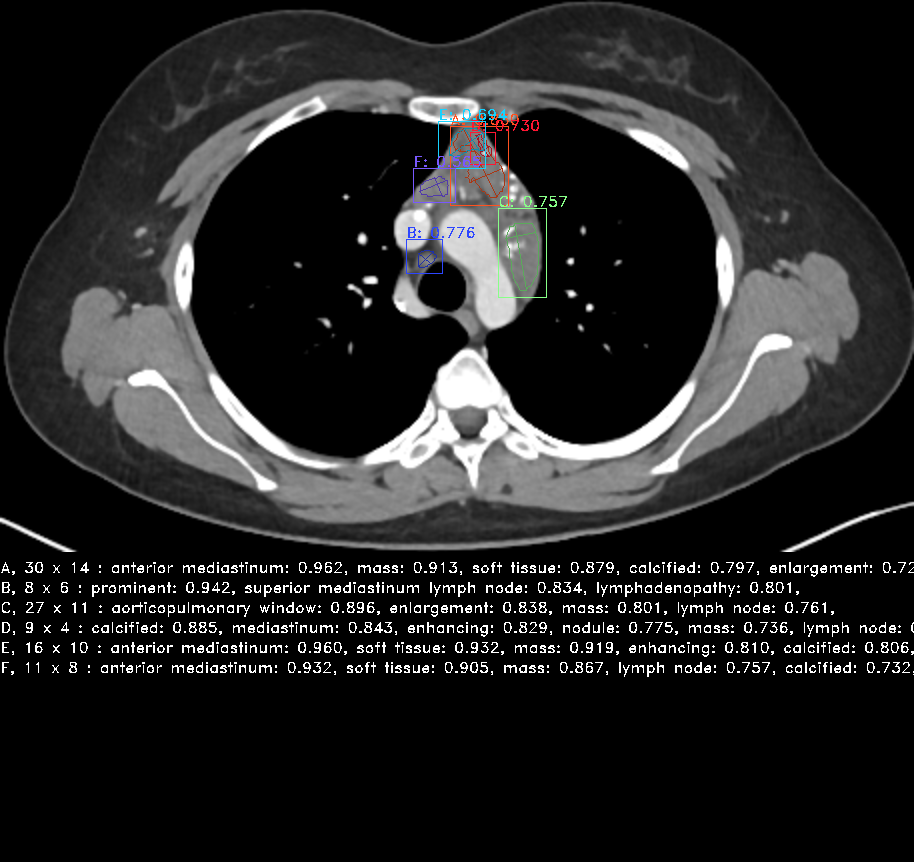 E: 0.694
0.730
F: 0.
C: 0.757
B: 0.776
A, 30 x 14 : anterior mediastinum: 0.962, mass: 0.913, soft tissue: 0.879, calcified: 0.797, enlargement: 0.72
B, 8 x 6 : prominent: 0.942, superior mediastinum lymph node: 0.834, lymphadenopathy: 0.801,
C, 27 x 11 : aorticopulmonary window: 0.896, enlargement: 0.838, mass: 0.801, lymph node: 0.761,
D, 9 x 4 : calcified: 0.885, mediastinum: 0.843, enhancing: 0.829, nodule: 0.775, mass: 0.736, lymph node: 0
E, 16 x 10 : anterior mediastinum: 0.960, soft tissue: 0.932, mass: 0.919, enhancing: 0.810, calcified: 0.806,
F, 11 x 8 : anterior mediastinum: 0.932, soft tissue: 0.905, mass: 0.867, lymph node: 0.757, calcified: 0.732,